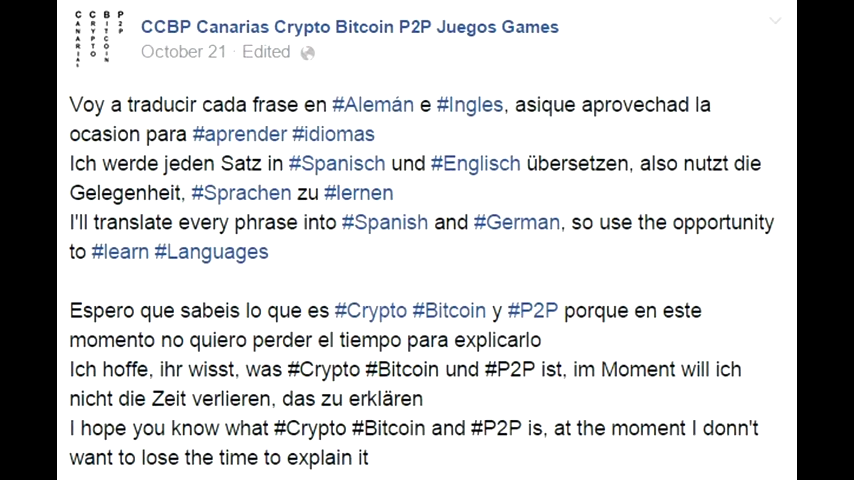 CANARIAS CRYPTO BITCOIN P2P
CCBP Canarias Crypto Bitcoin P2P Juegos Games
October 21 · Edited
Voy a traducir cada frase en #Alemán e #Ingles, asique aprovechad la
ocasion para #aprender #idiomas
Ich werde jeden Satz in #Spanisch und #Englisch übersetzen, also nutzt die
Gelegenheit, #Sprachen zu #lernen
I'll translate every phrase into #Spanish and #German, so use the opportunity
to #learn #Languages
Espero que sabeis lo que es #Crypto #Bitcoin y #P2P porque en este
momento no quiero perder el tiempo para explicarlo
Ich hoffe, ihr wisst, was #Crypto #Bitcoin und #P2P ist, im Moment will ich
nicht die Zeit verlieren, das zu erklären
I hope you know what #Crypto #Bitcoin and #P2P is, at the moment I donn't
want to lose the time to explain it